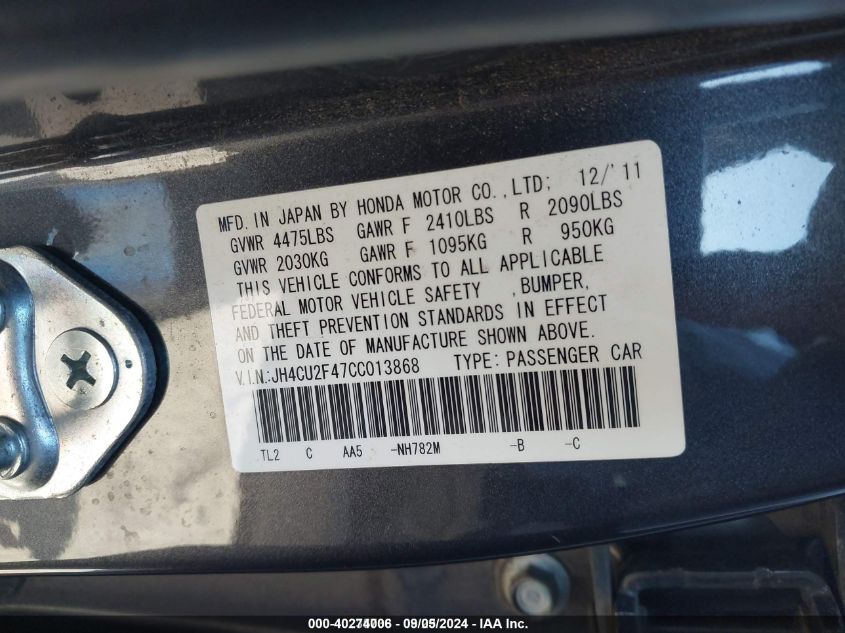 MFD. IN JAPAN BY HONDA MOTOR CO., LTD; 12/'11
GVWR 4475LBS GAWR F 2410LBS R 2090LBS
GVWR 2030KG GAWR F 1095KG R 950KG
THIS VEHICLE CONFORMS TO ALL APPLICABLE
FEDERAL MOTOR VEHICLE SAFETY ,BUMPER,
AND THEFT PREVENTION STANDARDS IN EFFECT
ON THE DATE OF MANUFACTURE SHOWN ABOVE.
V.I.N.:JH4CU2F47CC013868 TYPE: PASSENGER CAR
TL2 C AA5 -NH782M -B -C
- IAA Inc.